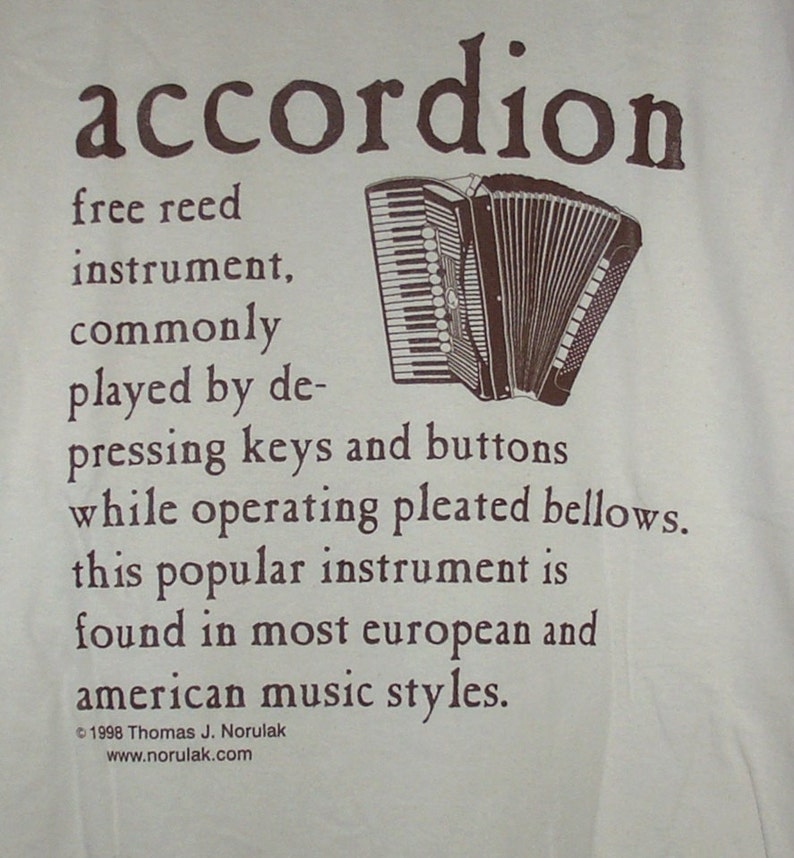 accordion
free reed
instrument,
commonly
played by de-
pressing keys and buttons
while operating pleated bellows.
this popular instrument is
found in most european and
american music styles.
© 1998 Thomas J. Norulak
www.norulak.com